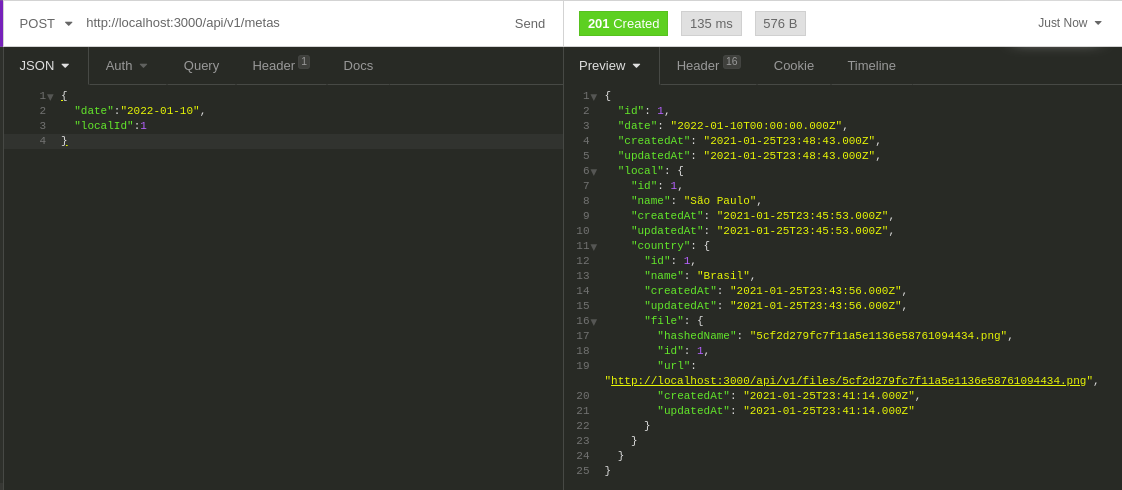 POST http://localhost:3000/api/v1/metas Send
201 Created 135 ms 576 B Just Now
JSON Auth Query Header 1 Docs
Preview Header 16 Cookie Timeline
1 {
2 "date":"2022-01-10",
3 "localId":1
4 }
1 {
2 "id": 1,
3 "date": "2022-01-10T00:00:00.000Z",
4 "createdAt": "2021-01-25T23:48:43.000Z",
5 "updatedAt": "2021-01-25T23:48:43.000Z",
6 "local": {
7 "id": 1,
8 "name": "São Paulo",
9 "createdAt": "2021-01-25T23:45:53.000Z",
10 "updatedAt": "2021-01-25T23:45:53.000Z",
11 "country": {
12 "id": 1,
13 "name": "Brasil",
14 "createdAt": "2021-01-25T23:43:56.000Z",
15 "updatedAt": "2021-01-25T23:43:56.000Z",
16 "file": {
17 "hashedName": "5cf2d279fc7f11a5e1136e58761094434.png",
18 "id": 1,
19 "url":
"http://localhost:3000/api/v1/files/5cf2d279fc7f11a5e1136e58761094434.png",
20 "createdAt": "2021-01-25T23:41:14.000Z",
21 "updatedAt": "2021-01-25T23:41:14.000Z"
22 }
23 }
24 }
25 }